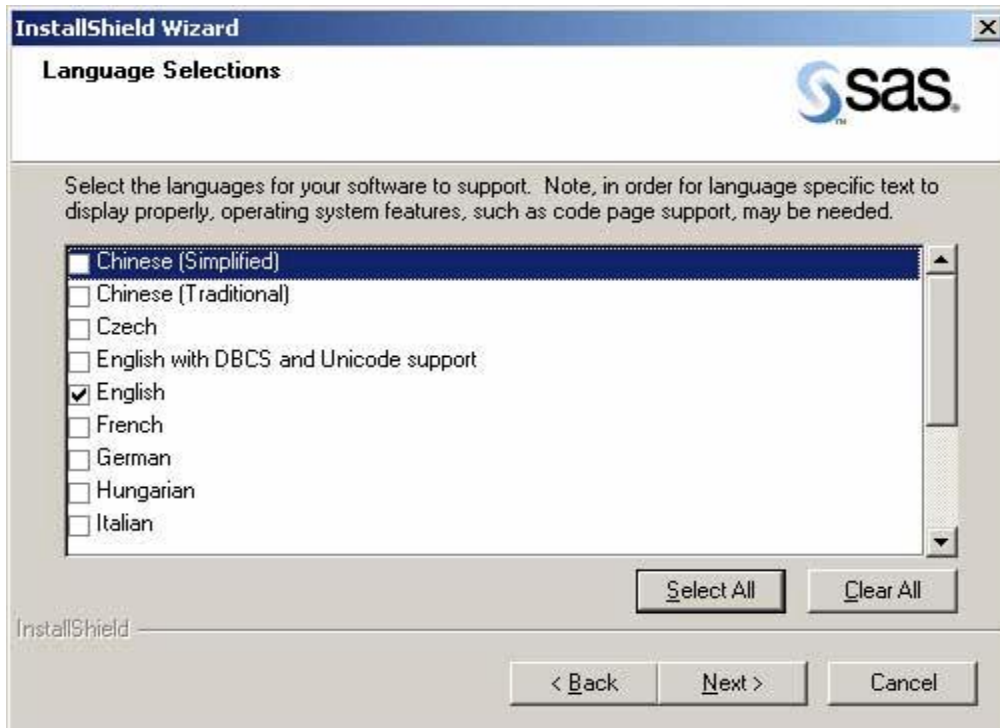 InstallShield Wizard
Language Selections
sas
Select the languages for your software to support. Note, in order for language specific text to
display properly, operating system features, such as code page support, may be needed.
Chinese (Simplified)
Chinese (Traditional)
Czech
English with DBCS and Unicode support
English
French
German
Hungarian
Italian
Select All
Clear All
InstallShield
< Back
Next >
Cancel